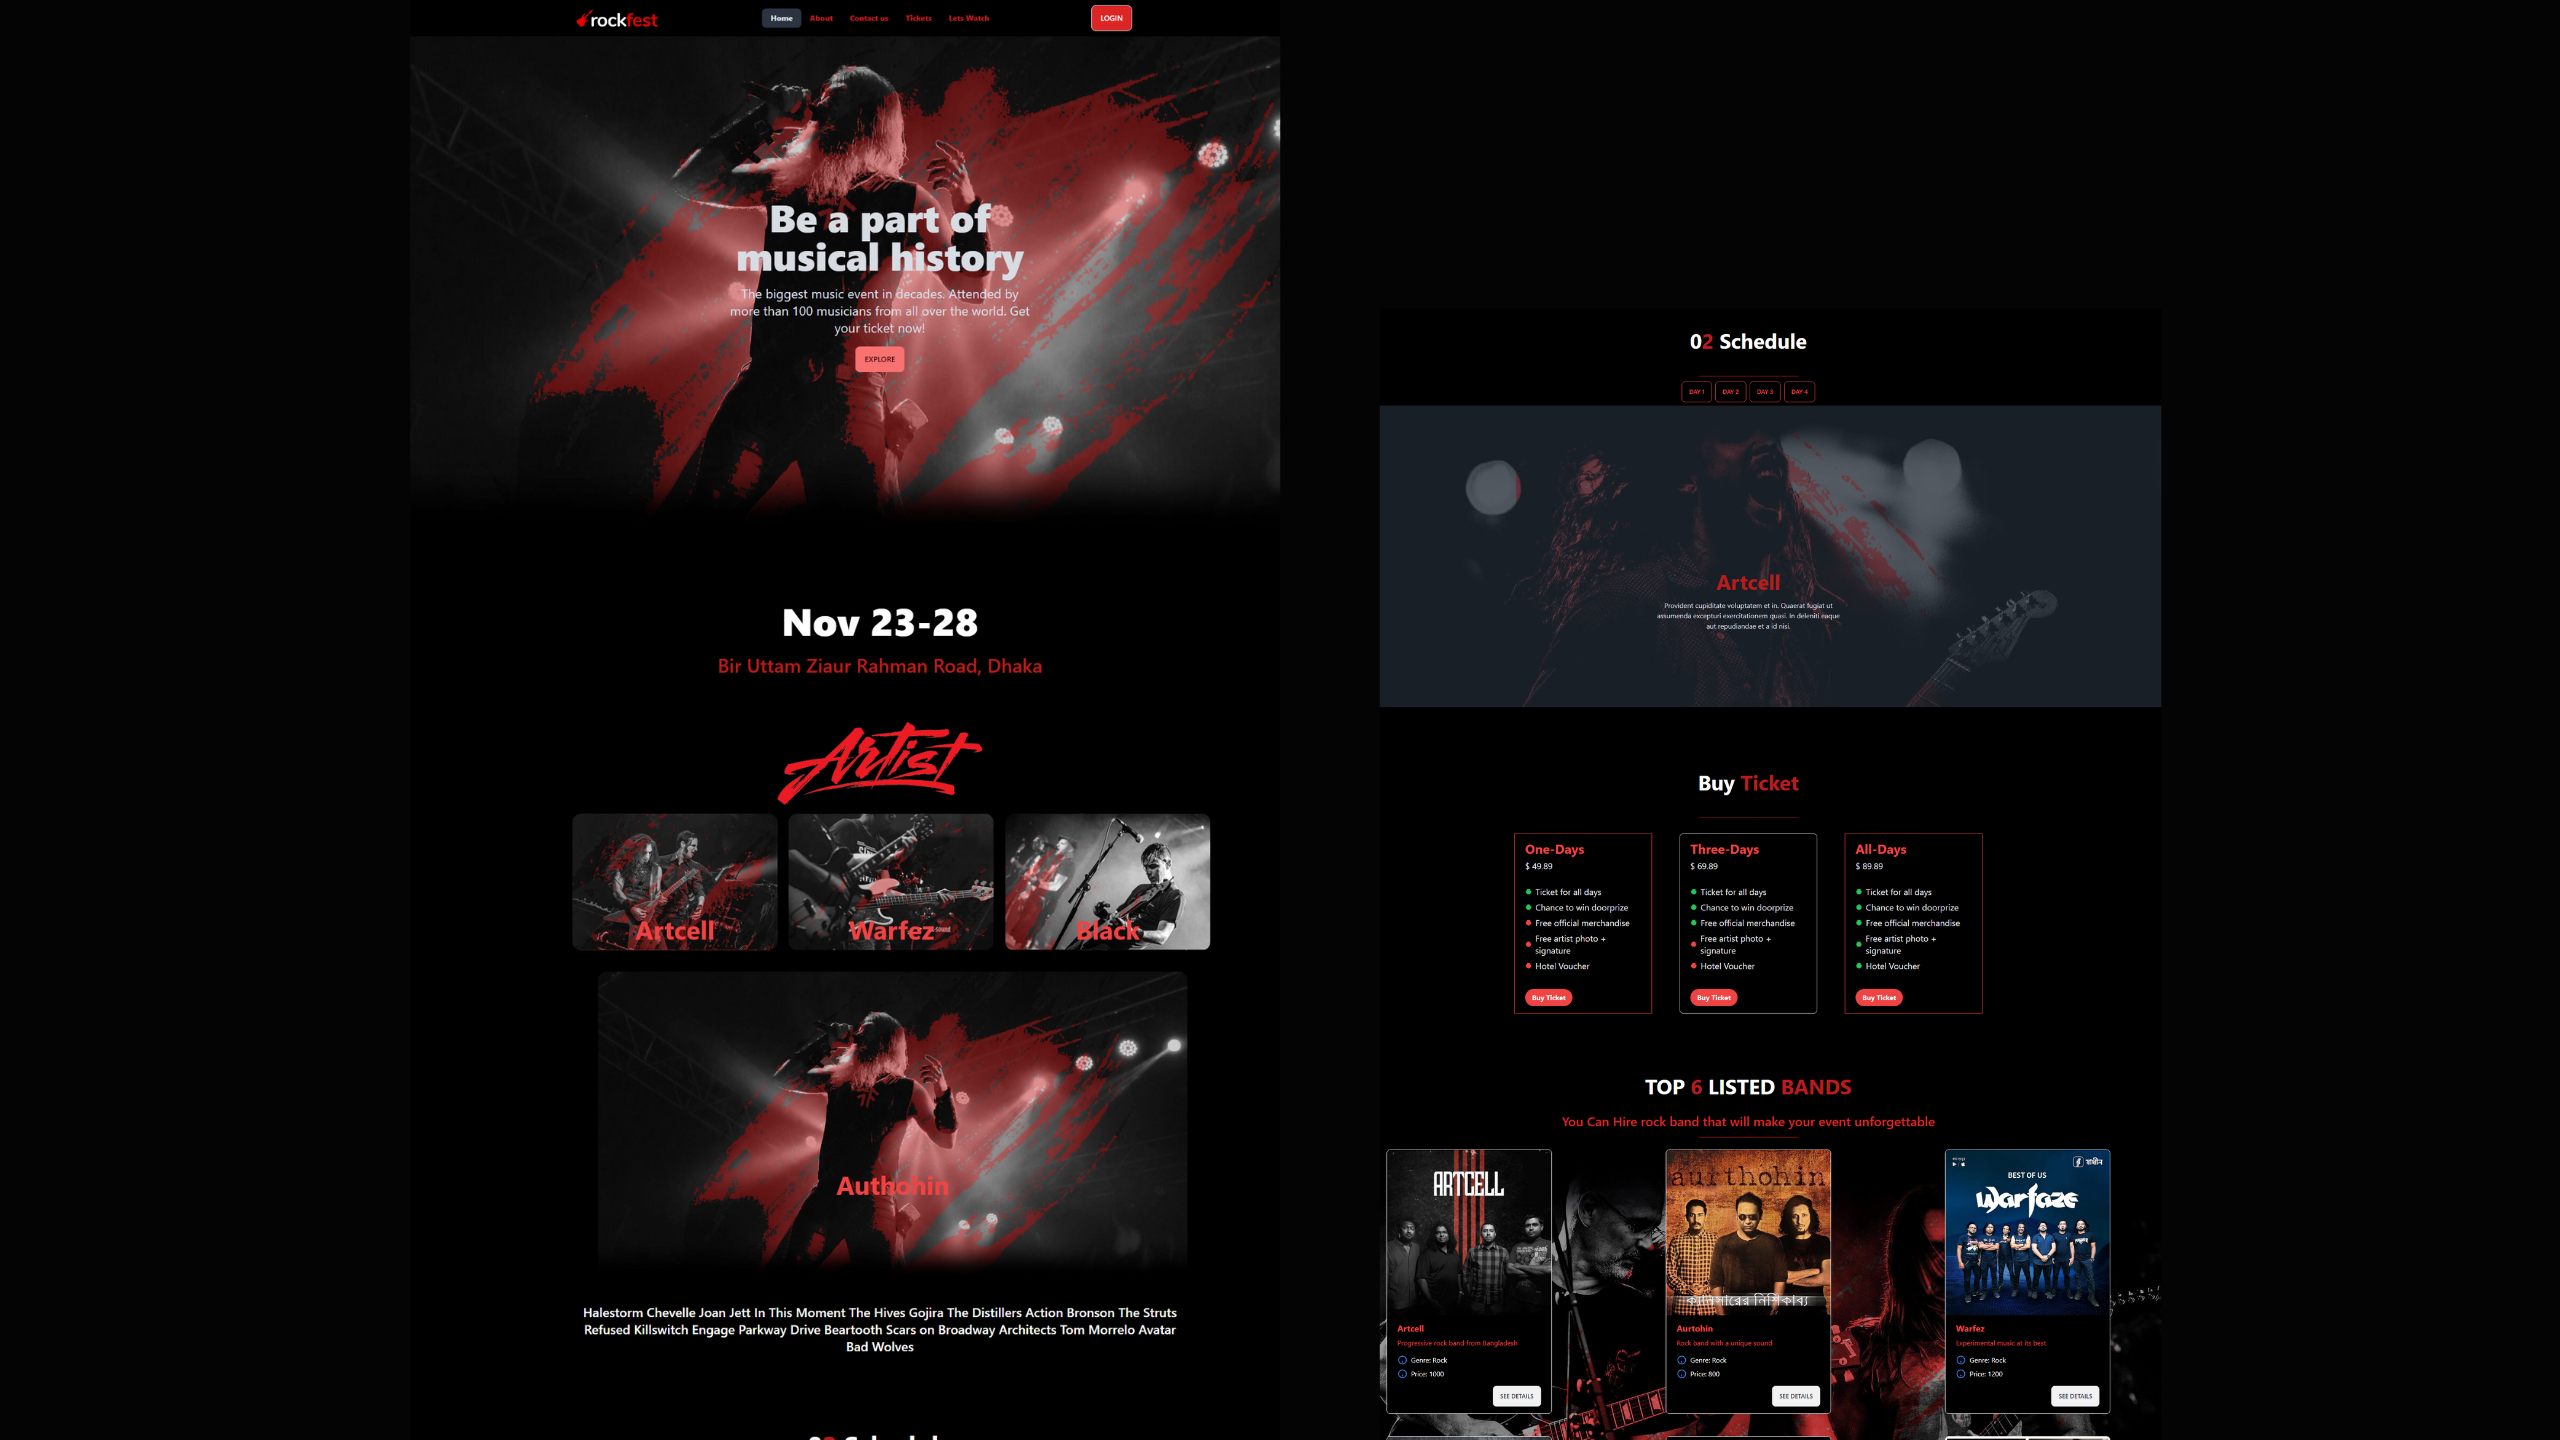 rockfest
Home
About
Contact us
Tickets
Lets Watch
LOGIN
Be a part of
musical history
The biggest music event in decades. Attended by
more than 100 musicians from all over the world. Get
your ticket now!
EXPLORE
Nov 23-28
Bir Uttam Ziaur Rahman Road, Dhaka
Artist
Artcell
Warfez
Black
Authohin
Halestorm Chevelle Joan Jett In This Moment The Hives Gojira The Distillers Action Bronson The Struts
Refused Killswitch Engage Parkway Drive Beartooth Scars on Broadway Architects Tom Morrelo Avatar
Bad Wolves
02 Schedule
DAY 1
DAY 2
DAY 3
DAY 4
Artcell
Provident cupiditate voluptatem et in. Quaerat fugiat ut
assumenda excepturi exercitationem quasi. In deleniti eaque
aut repudiandae et a id nisi.
Buy Ticket
One-Days
$ 49.89
Ticket for all days
Chance to win doorprize
Free official merchandise
Free artist photo +
signature
Hotel Voucher
Buy Ticket
Three-Days
$ 69.89
Ticket for all days
Chance to win doorprize
Free official merchandise
Free artist photo +
signature
Hotel Voucher
Buy Ticket
All-Days
$ 89.89
Ticket for all days
Chance to win doorprize
Free official merchandise
Free artist photo +
signature
Hotel Voucher
Buy Ticket
TOP 6 LISTED BANDS
You Can Hire rock band that will make your event unforgettable
ARTCELL
Artcell
Progressive rock band from Bangladesh
Genre: Rock
Price: 1000
SEE DETAILS
aurthohin
Aurtohin
Rock band with a unique sound
Genre: Rock
Price: 800
SEE DETAILS
স্বাধীন
BEST OF US
warfaze
Warfez
Experimental music at its best
Genre: Rock
Price: 1200
SEE DETAILS